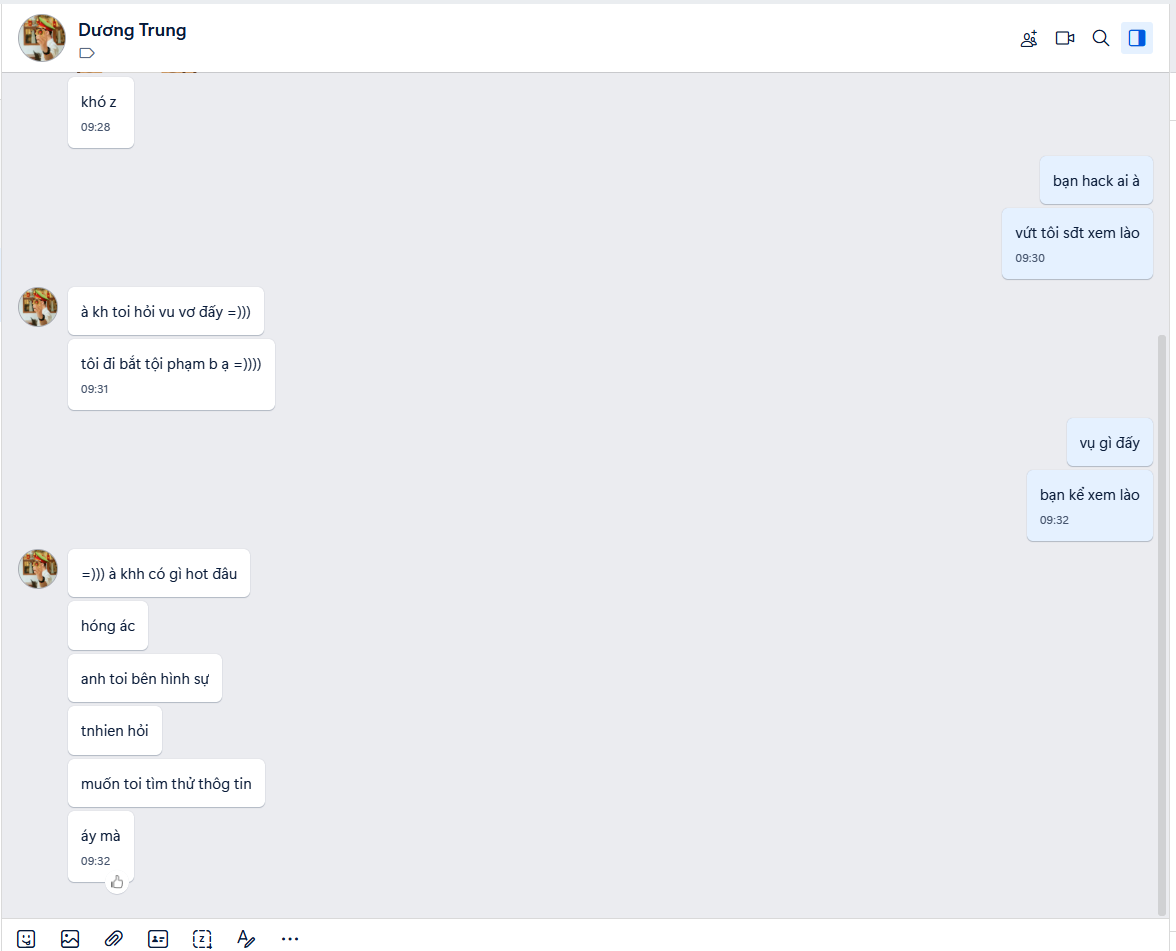 Dương Trung
khó z
09:28
bạn hack ai à
vứt tôi sđt xem lào
09:30
à kh toi hỏi vu vơ đấy =)))
tôi đi bắt tội phạm b ạ =))))
09:31
vụ gì đấy
bạn kể xem lào
09:32
=))) à khh có gì hot đâu
hóng ác
anh toi bên hình sự
tnhien hỏi
muốn toi tìm thử thôg tin
áy mà
09:32